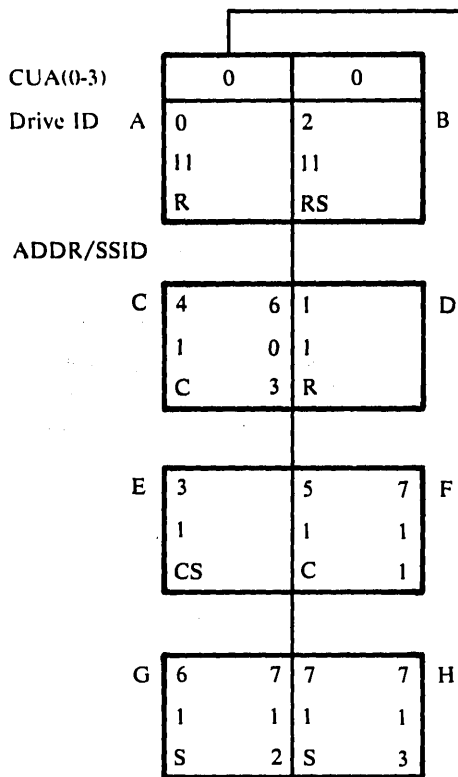 CUA(0-3) 0 0
Drive ID A 0 2 B
11 11
R RS
ADDR/SSID
C 4 6 1 D
1 0 1
C 3 R
E 3 5 7 F
1 1 1
CS C 1
G 6 7 7 7 H
1 1 1 1
S 2 S 3